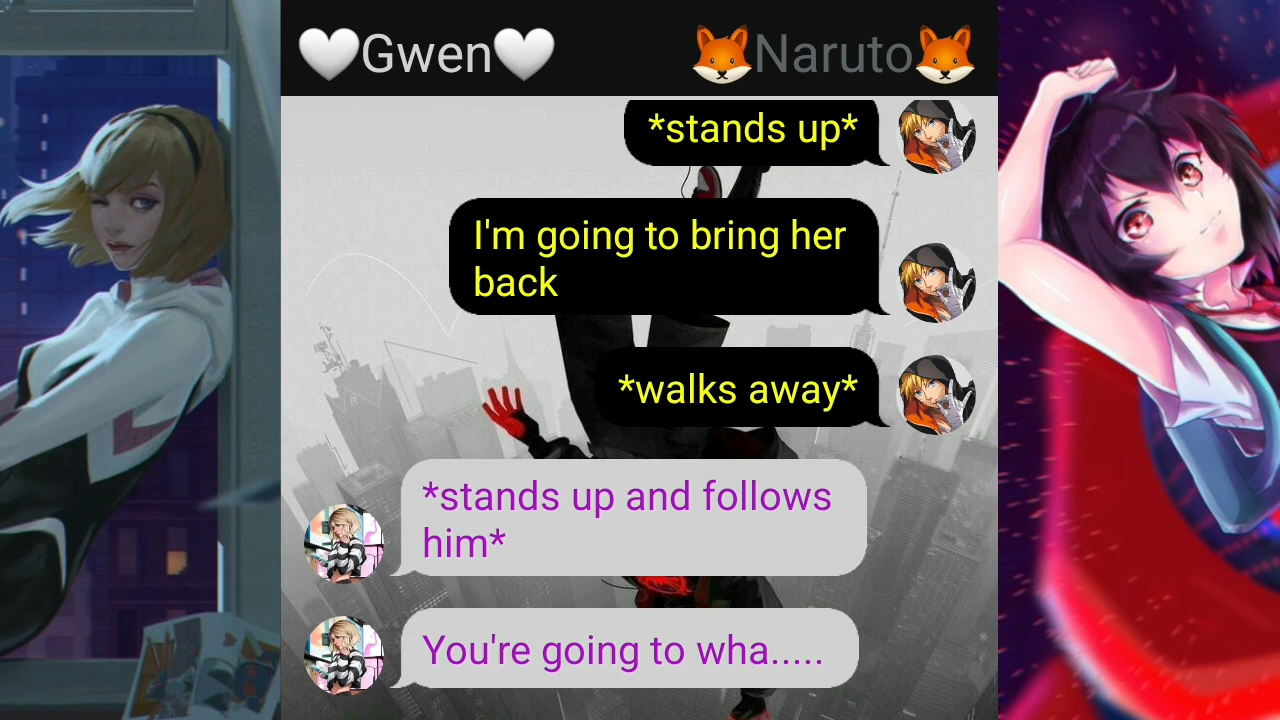 🤍Gwen🤍
🦊Naruto🦊
*stands up*
I'm going to bring her
back
*walks away*
*stands up and follows
him*
You're going to wha.....